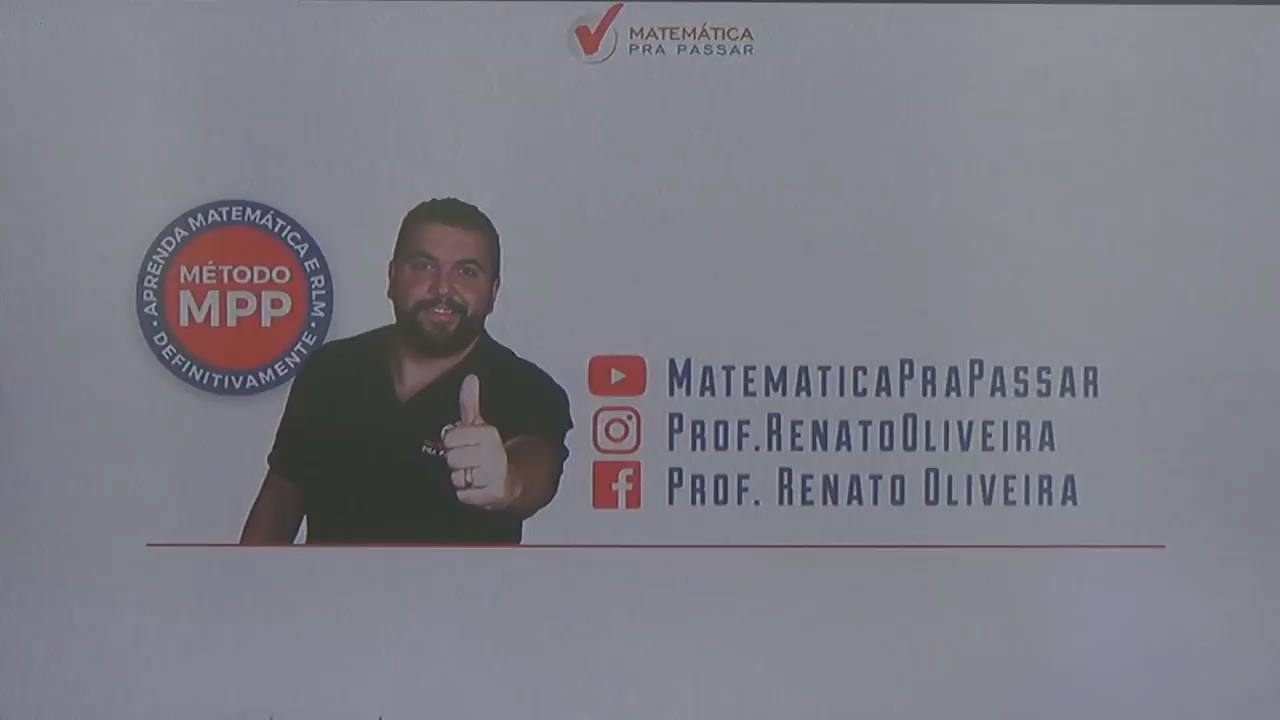 MATEMÁTICA
PRA PASSAR
APRENDA MATEMÁTICA E RLM
MÉTODO
MPP
DEFINITIVAMENTE
MATEMATICAPRAPASSAR
PROF.RENATOOLIVEIRA
PROF. RENATO OLIVEIRA